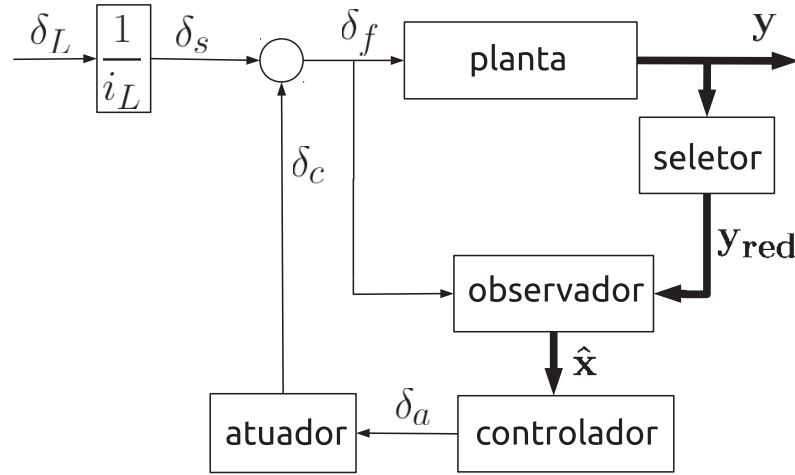 δ_L
1
i_L
δ_s
δ_f
planta
y
seletor
δ_c
y_red
observador
x̂
atuador
δ_a
controlador